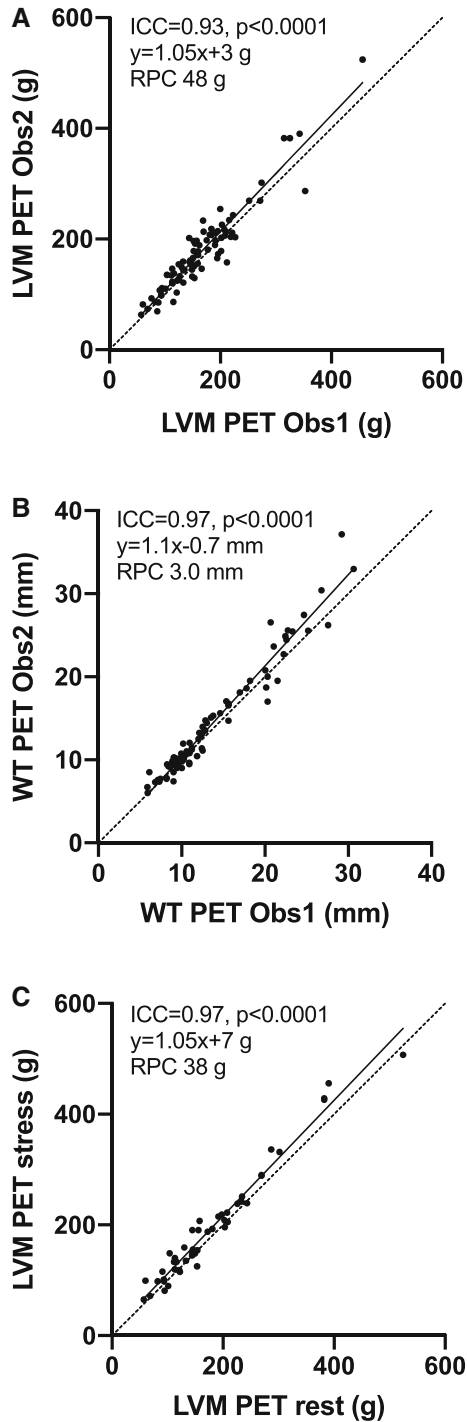 A
ICC=0.93, p<0.0001
y=1.05x+3 g
RPC 48 g
LVM PET Obs2 (g)
600
400
200
0
0 200 400 600
LVM PET Obs1 (g)
B
ICC=0.97, p<0.0001
y=1.1x-0.7 mm
RPC 3.0 mm
WT PET Obs2 (mm)
40
30
20
10
0
0 10 20 30 40
WT PET Obs1 (mm)
C
ICC=0.97, p<0.0001
y=1.05x+7 g
RPC 38 g
LVM PET stress (g)
600
400
200
0
0 200 400 600
LVM PET rest (g)